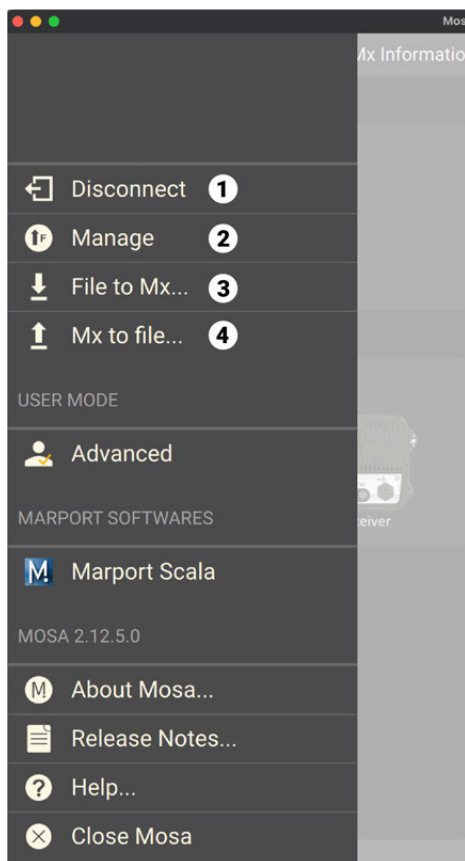 Mos
Mx Informatio
Disconnect 1
Manage 2
File to Mx... 3
Mx to file... 4
USER MODE
Advanced
MARPORT SOFTWARES
Marport Scala
MOSA 2.12.5.0
About Mosa...
Release Notes...
Help...
Close Mosa
eiver